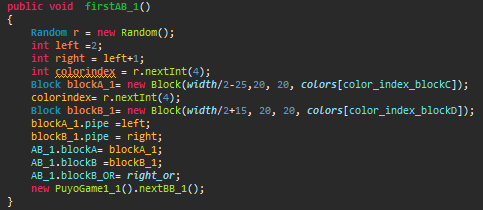 public void  firstAB_1()
{
    Random r = new Random();
    int left =2;
    int right = left+1;
    int colorindex = r.nextInt(4);
    Block blockA_1= new Block(width/2-25,20, 20, colors[color_index_blockC]);
    colorindex= r.nextInt(4);
    Block blockB_1= new Block(width/2+15, 20, 20, colors[color_index_blockD]);
    blockA_1.pipe =left;
    blockB_1.pipe = right;
    AB_1.blockA= blockA_1;
    AB_1.blockB =blockB_1;
    AB_1.blockB_OR= right_or;
    new PuyoGame1_1().nextBB_1();
}